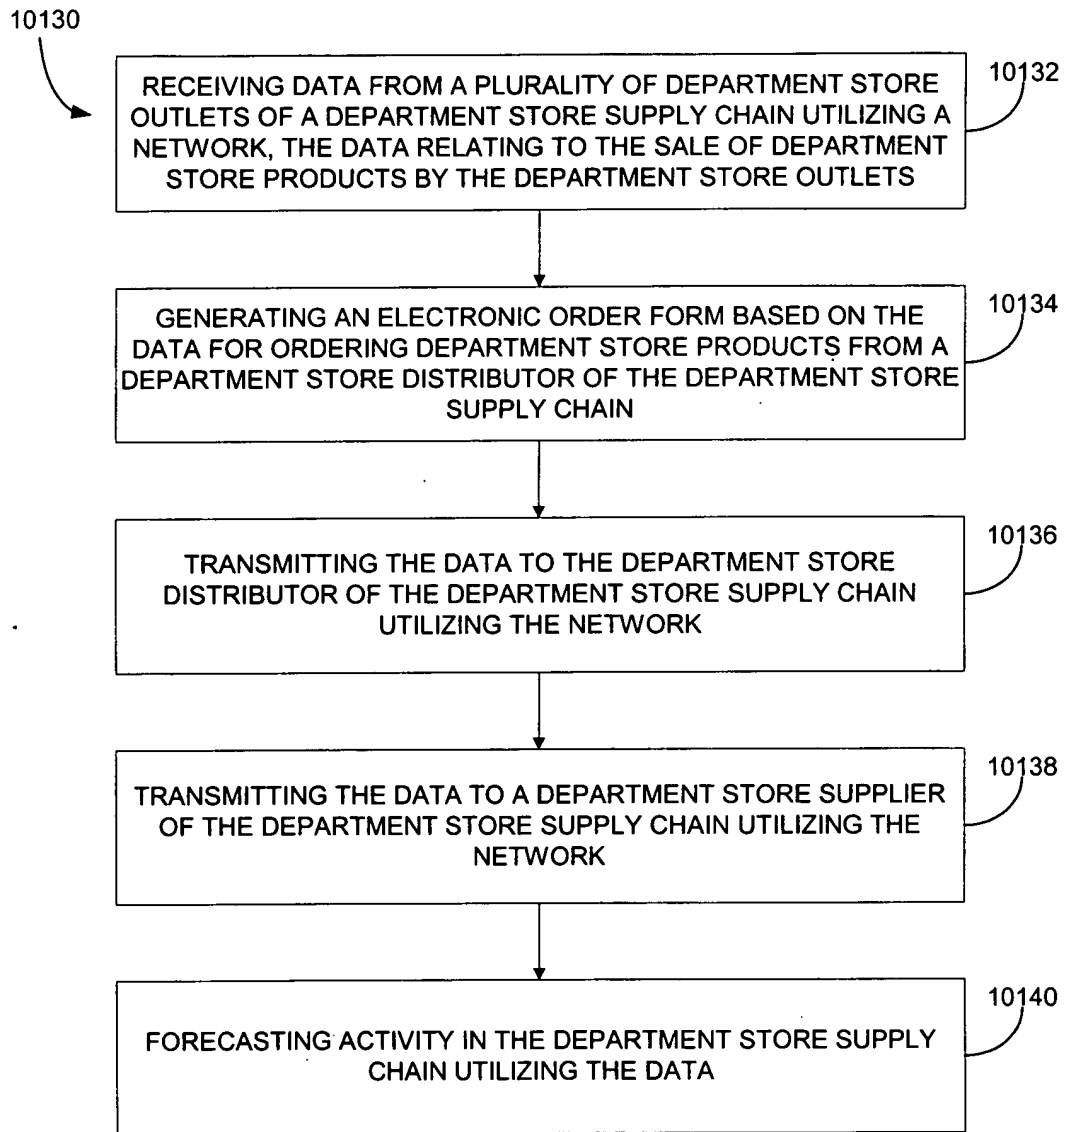 10130
10132
RECEIVING DATA FROM A PLURALITY OF DEPARTMENT STORE
OUTLETS OF A DEPARTMENT STORE SUPPLY CHAIN UTILIZING A
NETWORK, THE DATA RELATING TO THE SALE OF DEPARTMENT
STORE PRODUCTS BY THE DEPARTMENT STORE OUTLETS
10134
GENERATING AN ELECTRONIC ORDER FORM BASED ON THE
DATA FOR ORDERING DEPARTMENT STORE PRODUCTS FROM A
DEPARTMENT STORE DISTRIBUTOR OF THE DEPARTMENT STORE
SUPPLY CHAIN
10136
TRANSMITTING THE DATA TO THE DEPARTMENT STORE
DISTRIBUTOR OF THE DEPARTMENT STORE SUPPLY CHAIN
UTILIZING THE NETWORK
10138
TRANSMITTING THE DATA TO A DEPARTMENT STORE SUPPLIER
OF THE DEPARTMENT STORE SUPPLY CHAIN UTILIZING THE
NETWORK
10140
FORECASTING ACTIVITY IN THE DEPARTMENT STORE SUPPLY
CHAIN UTILIZING THE DATA